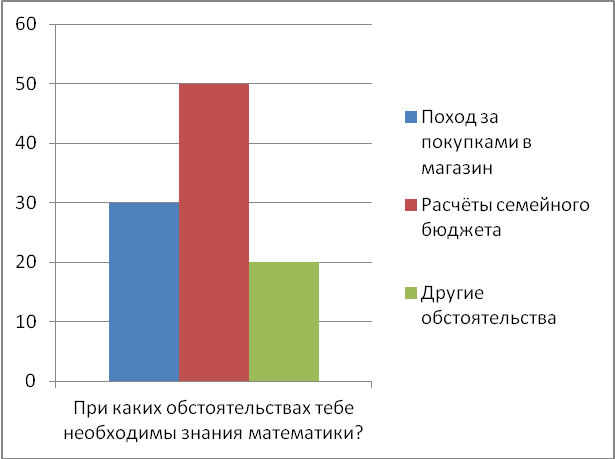 60
50
40
30
20
10
0
При каких обстоятельствах тебе
необходимы знания математики?
Поход за
покупками в
магазин
Расчёты семейного
бюджета
Другие
обстоятельства